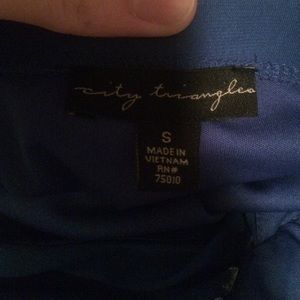 city triangles
S
MADE IN
VIETNAM
RN#
75010